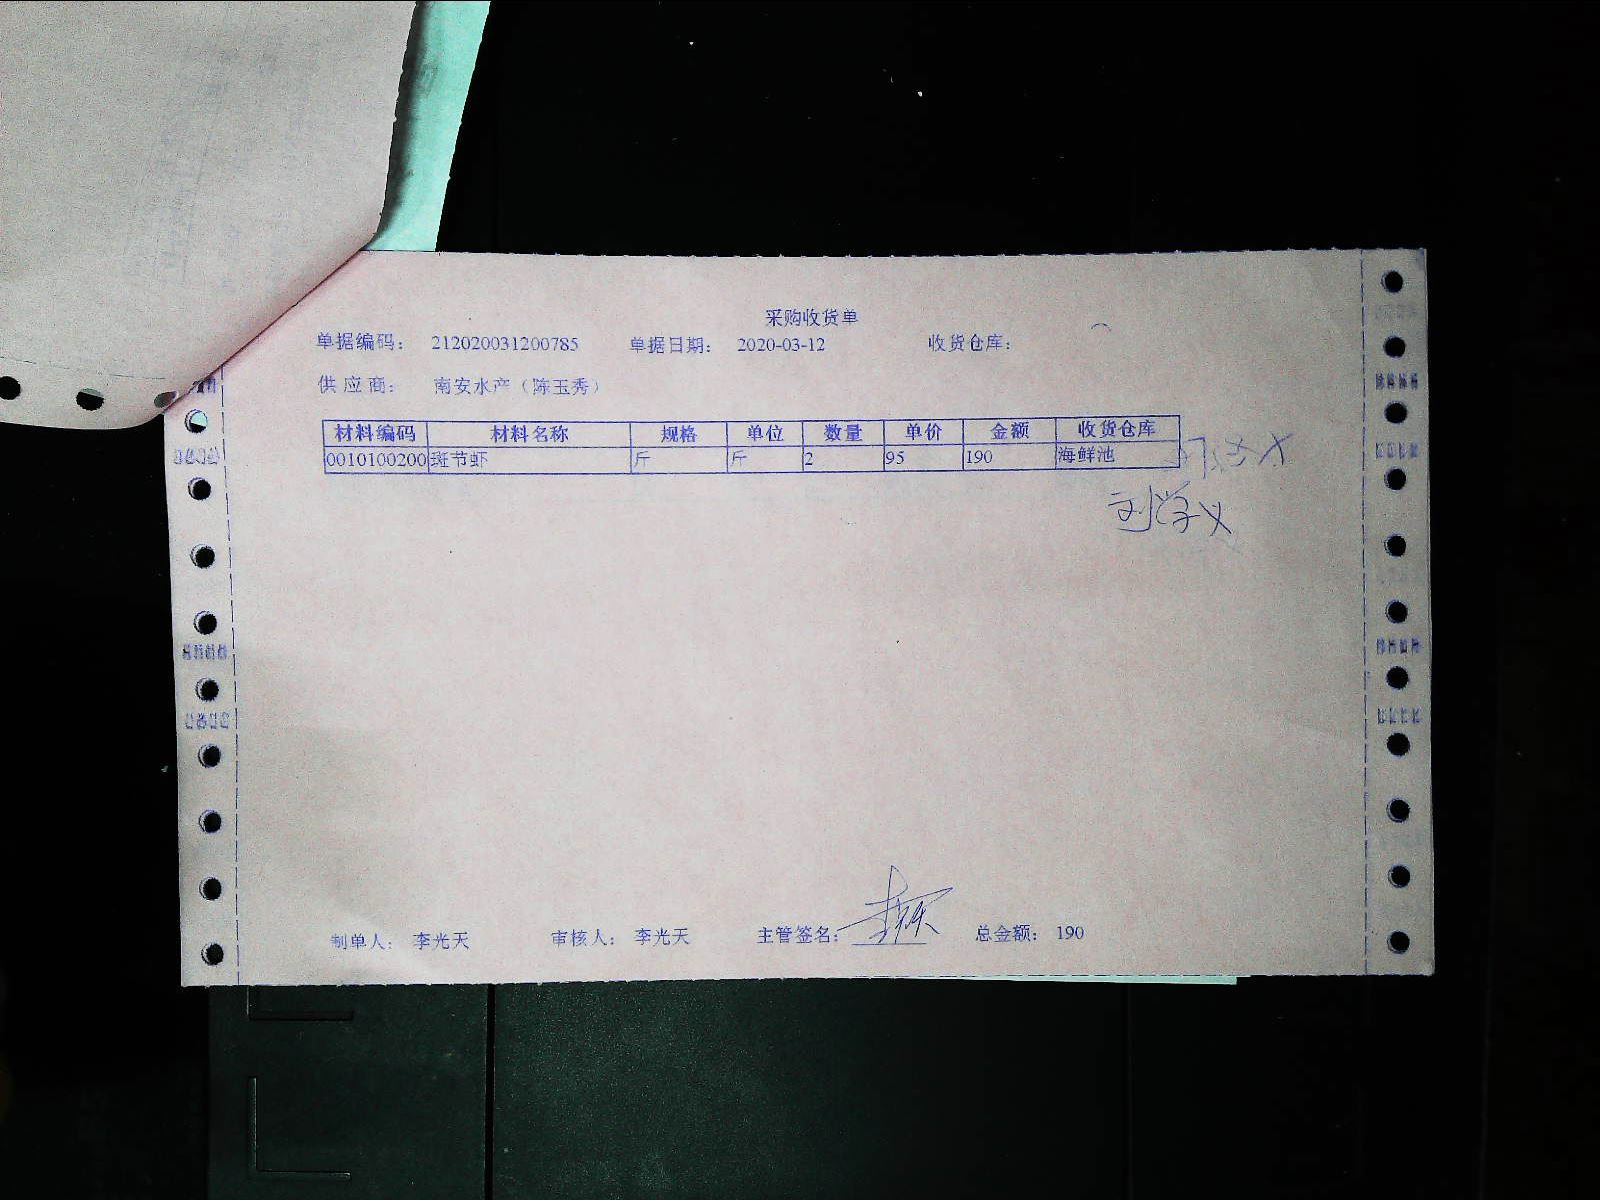 采购收货单
单据编码: 212020031200785 单据日期: 2020-03-12 收货仓库:
供应商: 南安水产（陈玉秀）
材料编码 材料名称 规格 单位 数量 单价 金额 收货仓库
0010100200 斑节虾 斤 斤 2 95 190 海鲜池
刘学义
制单人: 李光天 审核人: 李光天 主管签名: 总金额: 190